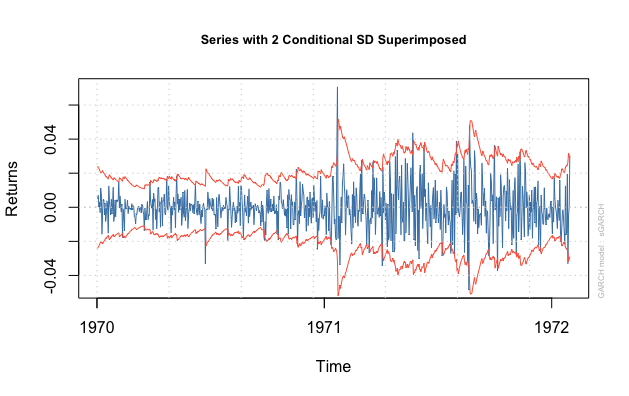 Series with 2 Conditional SD Superimposed
Returns
0.04
0.00
-0.04
1970
1971
1972
Time
GARCH model : sGARCH